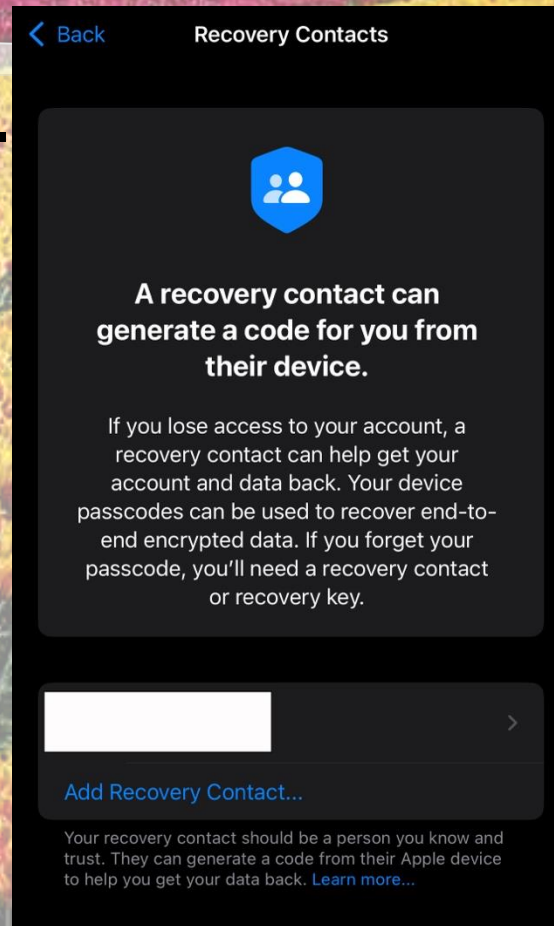 Back
Recovery Contacts
A recovery contact can
generate a code for you from
their device.
If you lose access to your account, a
recovery contact can help get your
account and data back. Your device
passcodes can be used to recover end-to-
end encrypted data. If you forget your
passcode, you’ll need a recovery contact
or recovery key.
Add Recovery Contact...
Your recovery contact should be a person you know and
trust. They can generate a code from their Apple device
to help you get your data back. Learn more...